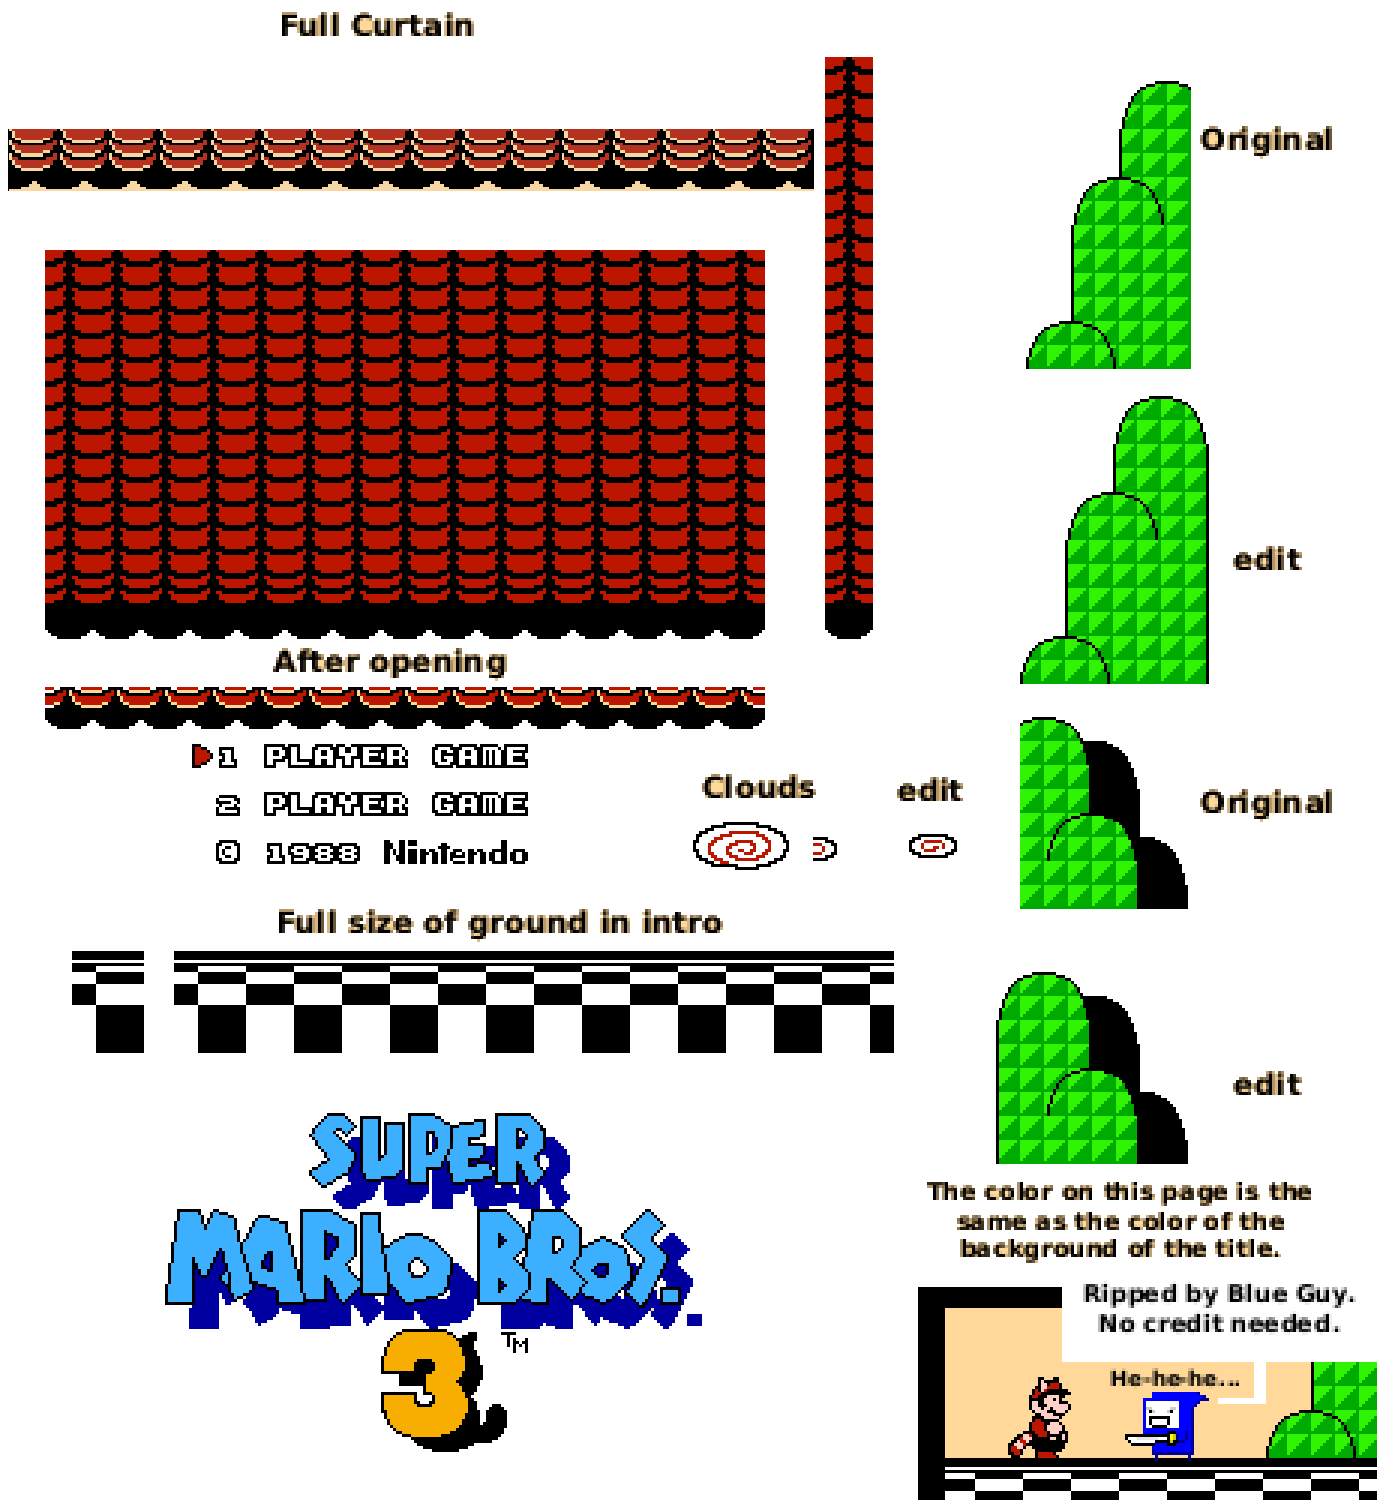 Full Curtain
Original
edit
After opening
1 PLAYER GAME
2 PLAYER GAME
© 1988 Nintendo
Clouds
edit
Original
Full size of ground in intro
edit
SUPER
MARIO BROS.
3 TM
The color on this page is the
same as the color of the
background of the title.
Ripped by Blue Guy.
No credit needed.
He-he-he...